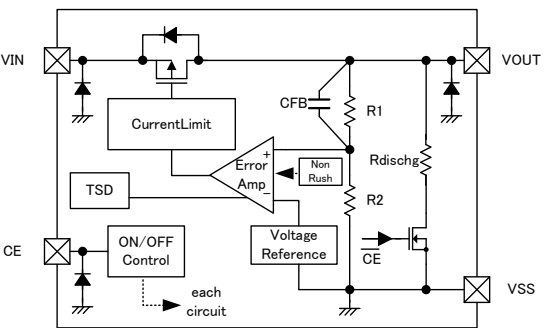 VIN
VOUT
CFB
R1
CurrentLimit
Rdischg
+
Error
Amp
−
Non
Rush
TSD
R2
CE
ON/OFF
Control
Voltage
Reference
CE
each
circuit
VSS